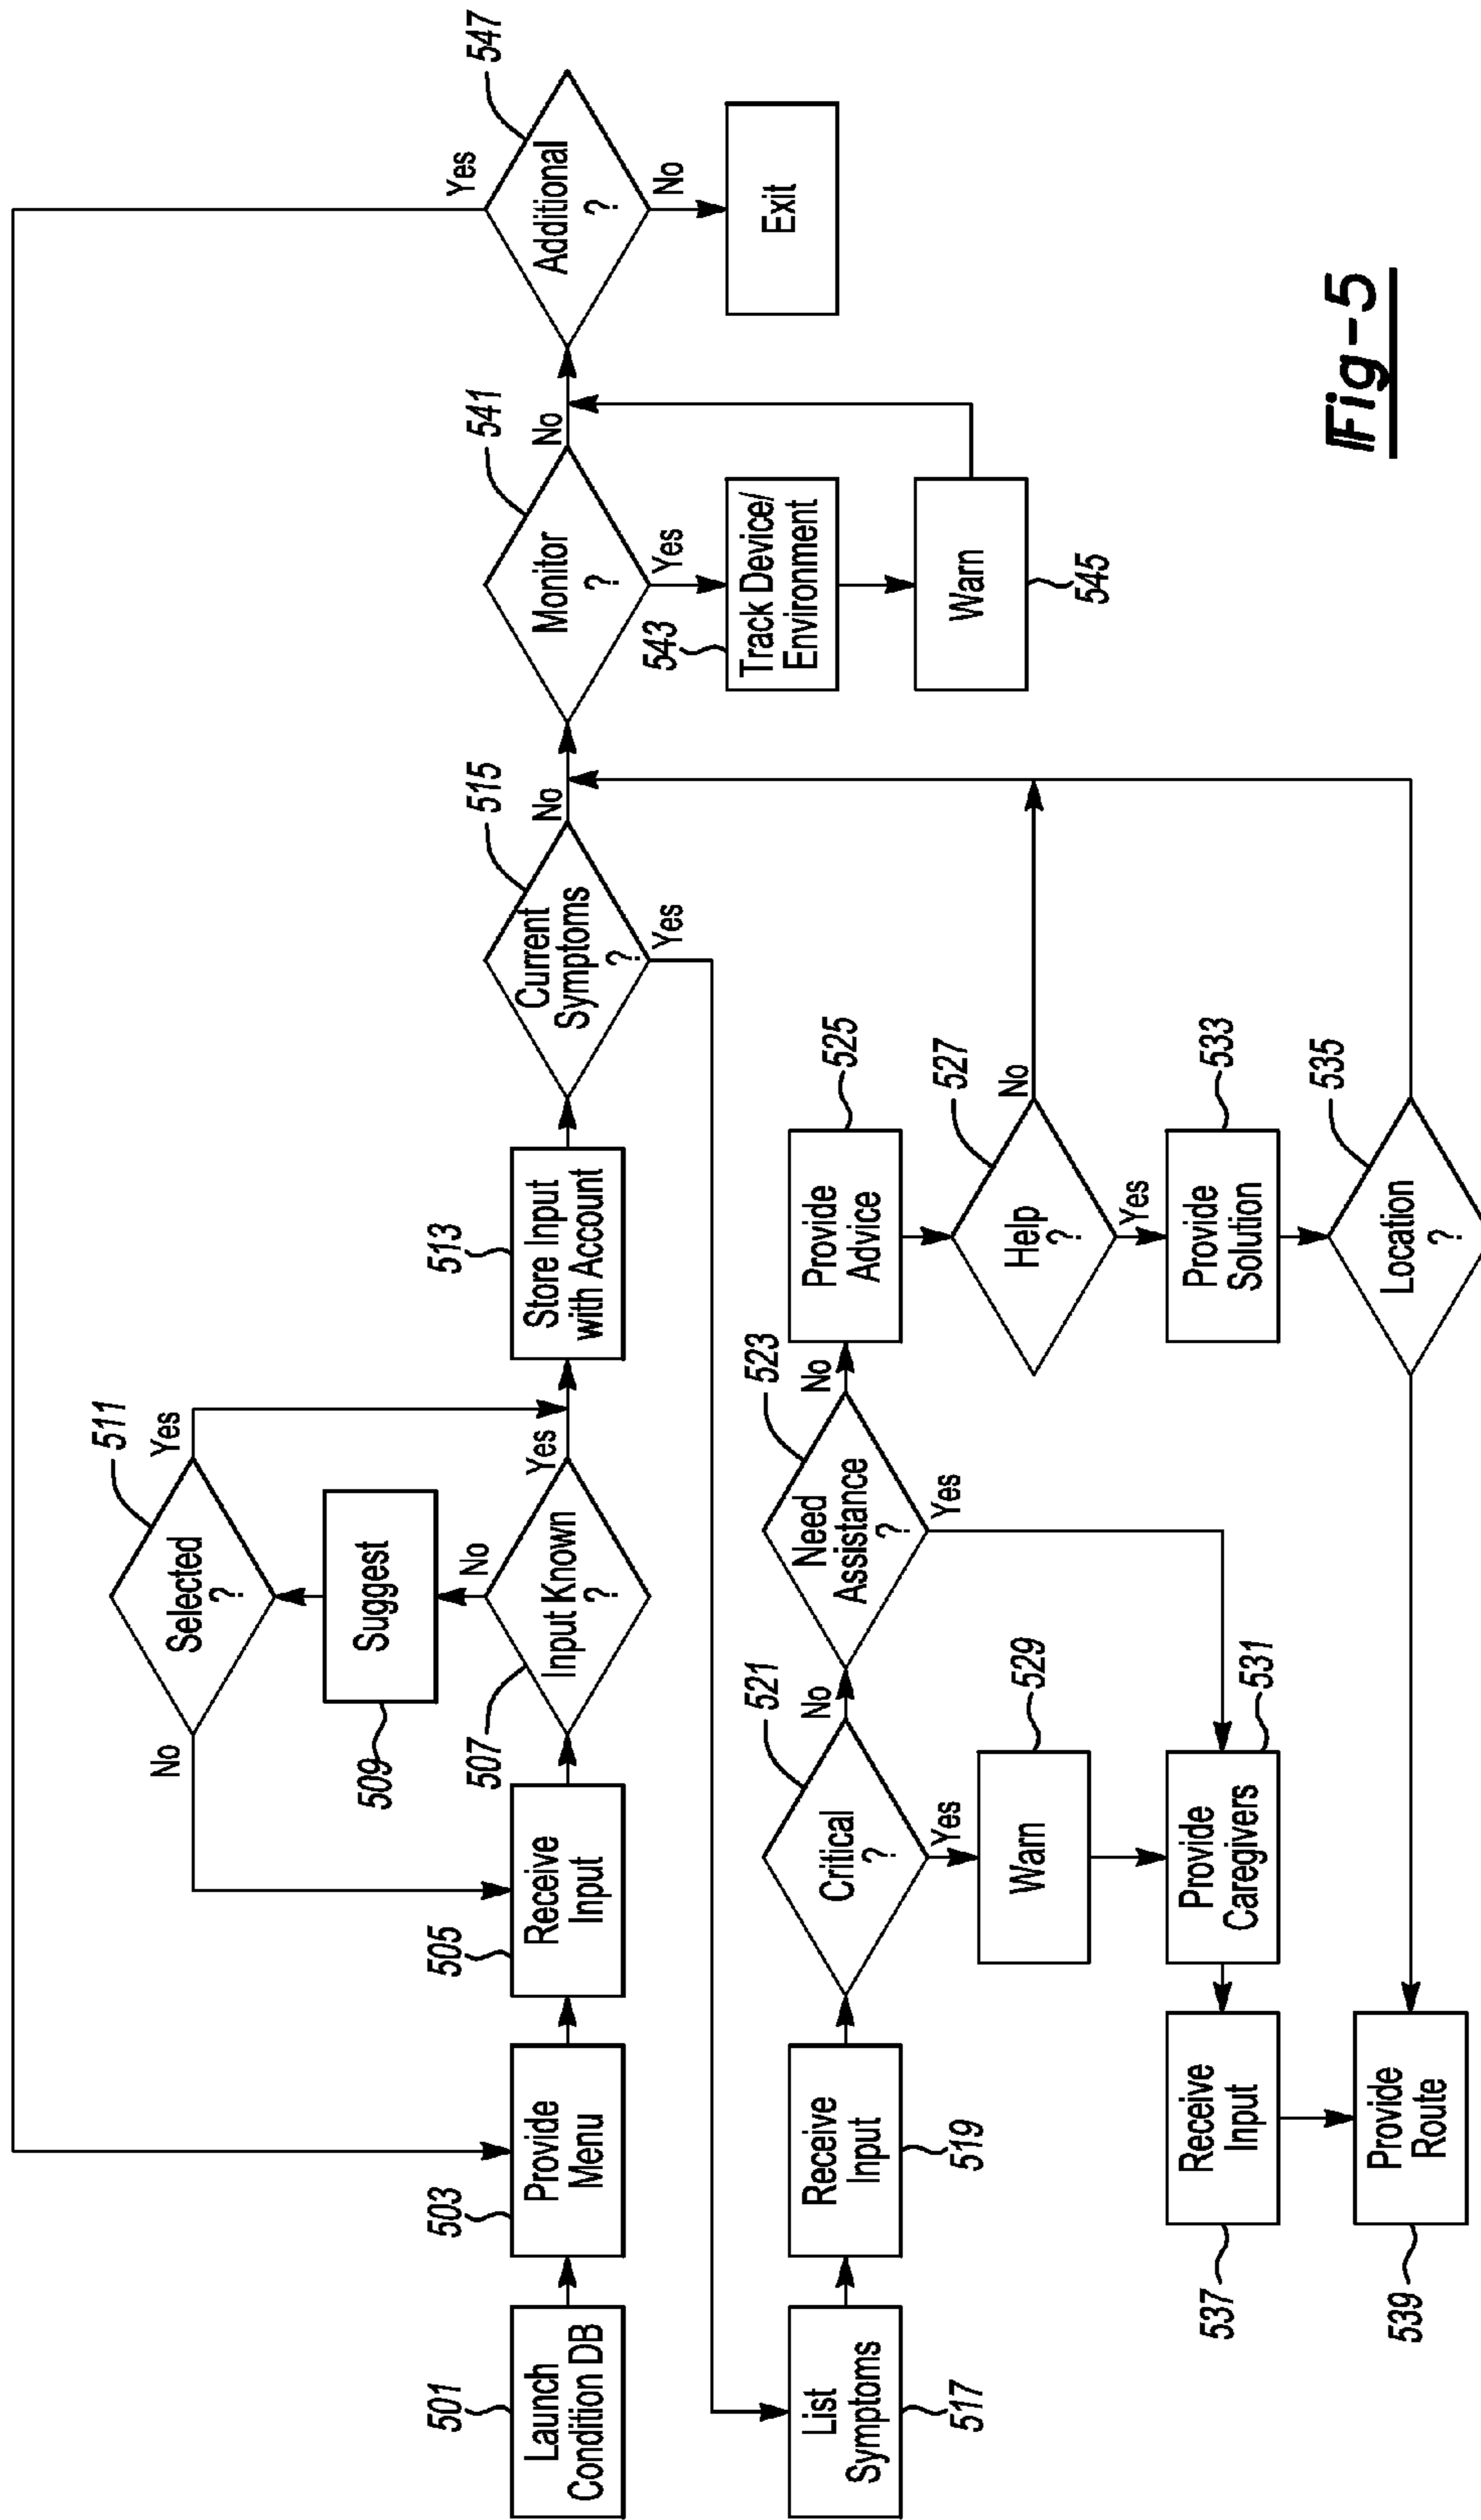 511
Selected
?
Yes
No
509
Suggest
No
501
Launch
Condition DB
503
Provide
Menu
505
Receive
Input
507
Input Known
?
Yes
513
Store Input
with Account
515
Current
Symptoms
?
No
Yes
541
Monitor
?
No
Yes
547
Additional
?
Yes
No
Exit
543
Track Device/
Environment
Warn
545
List
Symptoms
517
Receive
Input
519
521
Critical
?
No
Yes
523
Need
Assistance
?
No
Yes
Provide
Advice
525
Warn
529
527
Help
?
No
Yes
537
Receive
Input
Provide
Caregivers
531
Provide
Solution
533
539
Provide
Route
Location
?
535
Fig-5